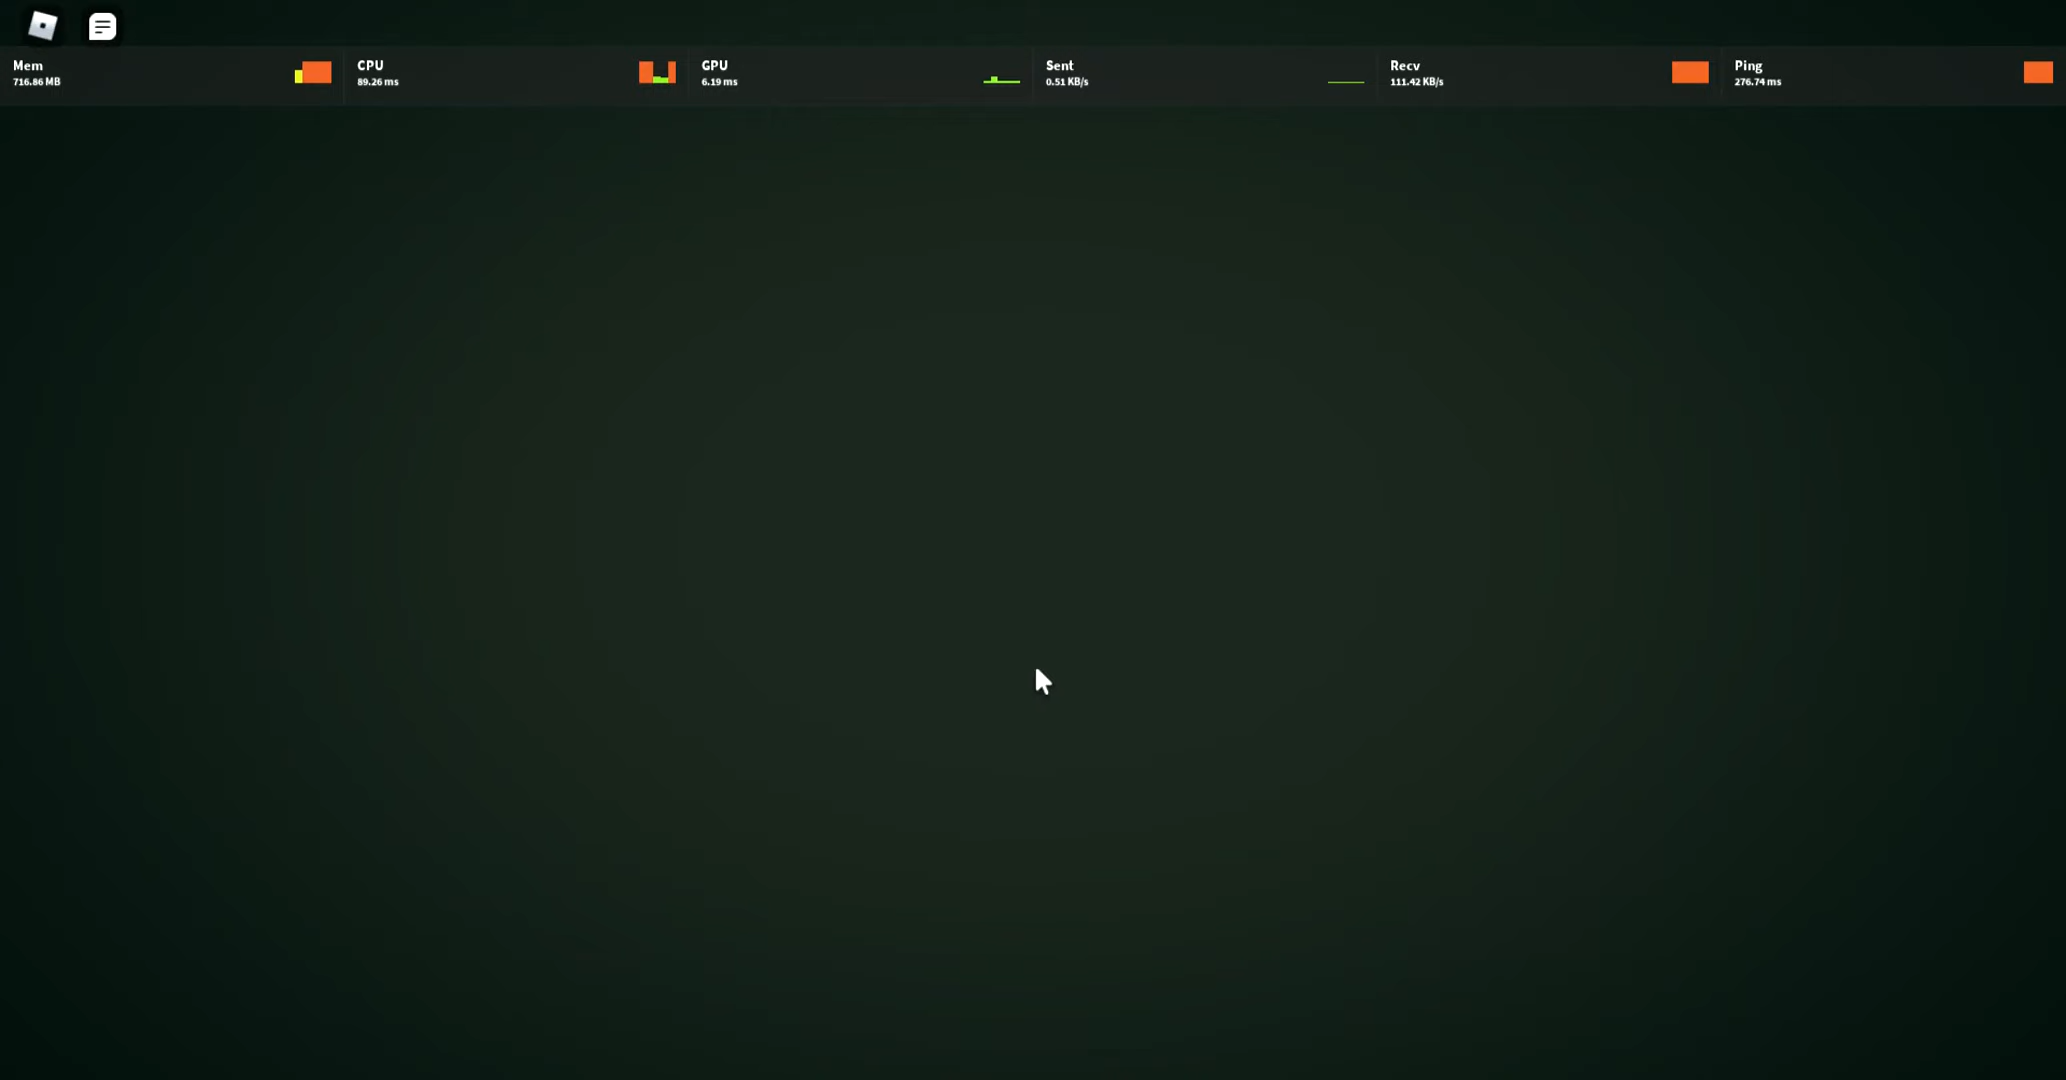 Mem
716.86 MB
CPU
89.26 ms
GPU
6.19 ms
Sent
0.51 KB/s
Recv
111.42 KB/s
Ping
276.74 ms